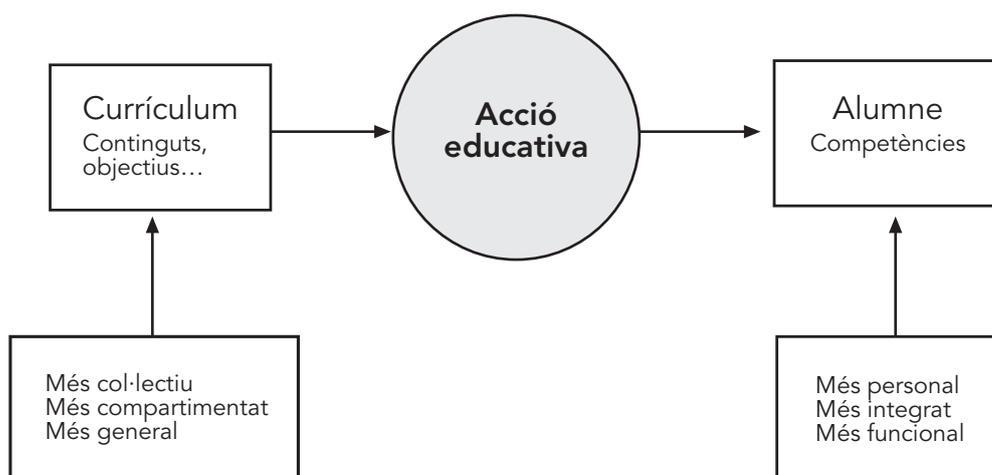 Currículum
Continguts,
objectius…
Acció
educativa
Alumne
Competències
Més col·lectiu
Més compartimentat
Més general
Més personal
Més integrat
Més funcional